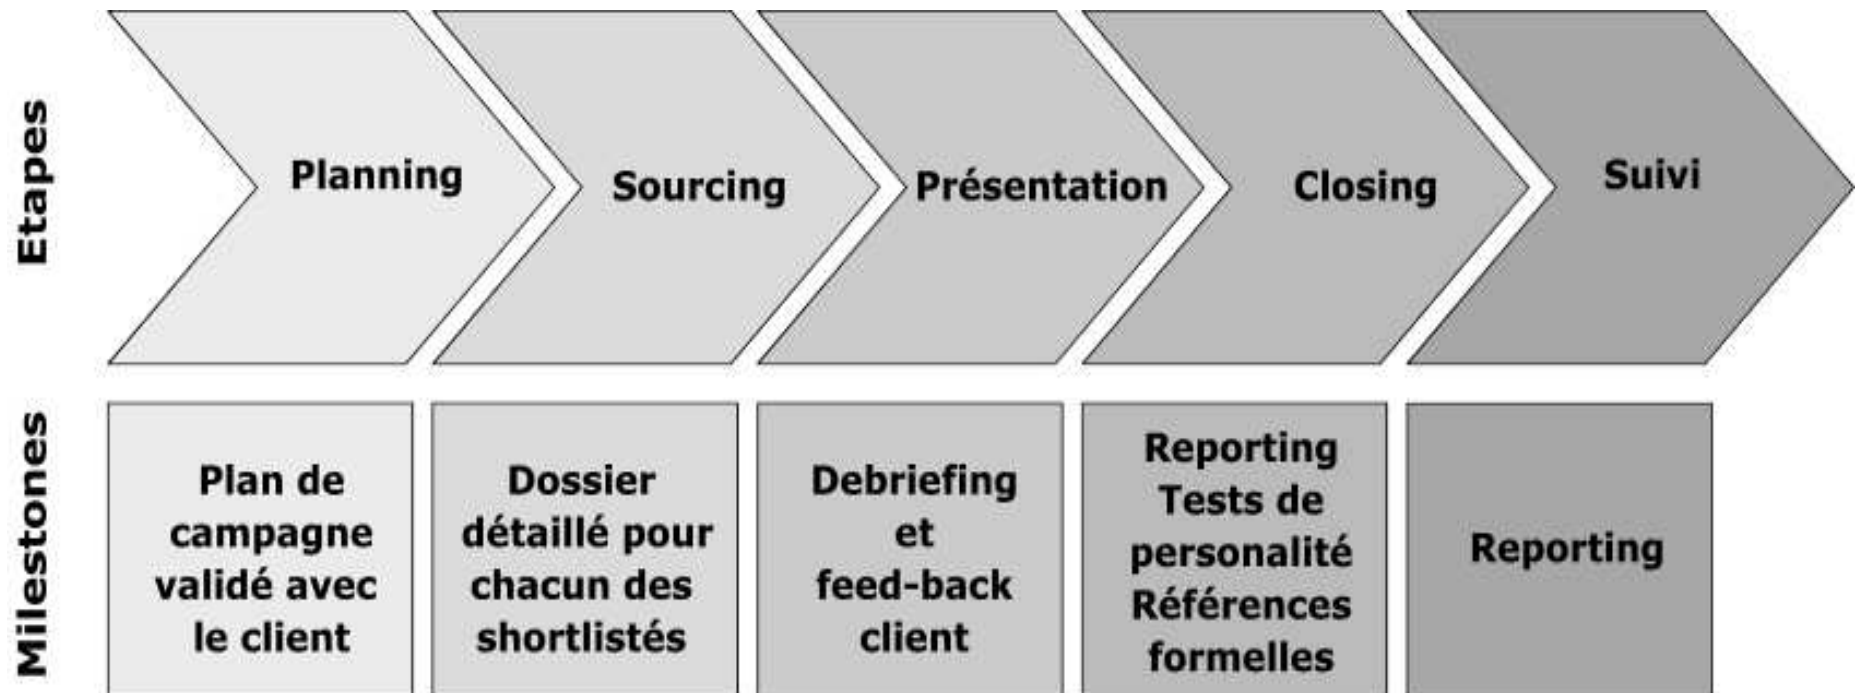 Etapes
Planning
Sourcing
Présentation
Closing
Suivi
Milestones
Plan de
campagne
validé avec
le client
Dossier
détaillé pour
chacun des
shortlistés
Debriefing
et
feed-back
client
Reporting
Tests de
personalité
Références
formelles
Reporting